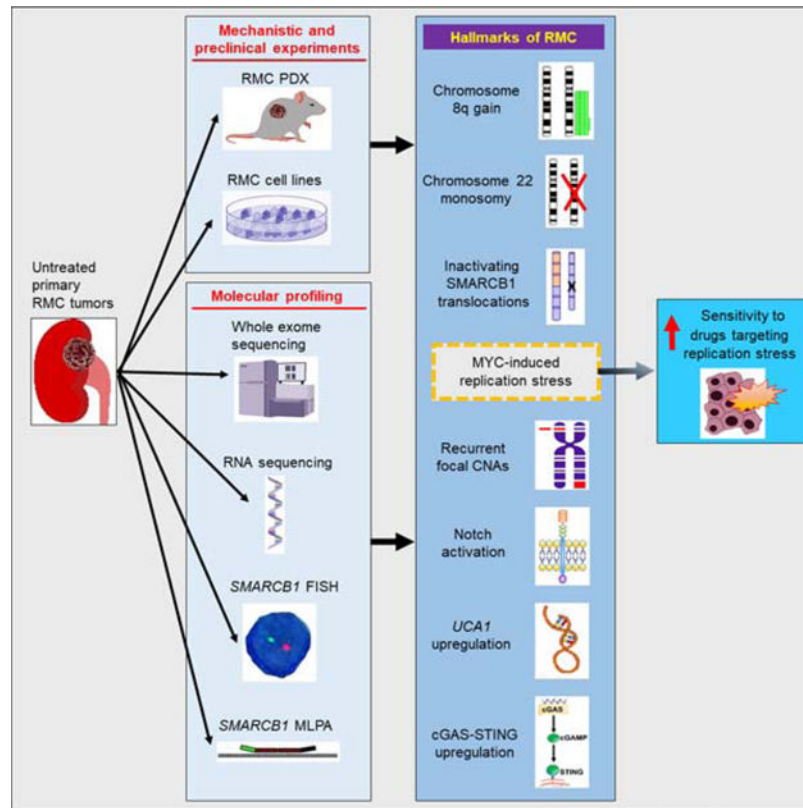 Mechanistic and
preclinical experiments
RMC PDX
RMC cell lines
Untreated
primary
RMC tumors
Molecular profiling
Whole exome
sequencing
RNA sequencing
SMARCB1 FISH
SMARCB1 MLPA
Hallmarks of RMC
Chromosome
8q gain
Chromosome 22
monosomy
Inactivating
SMARCB1
translocations
MYC-induced
replication stress
Recurrent
focal CNAs
Notch
activation
UCA1
upregulation
cGAS-STING
upregulation
cGAS
cGAMP
STING
Sensitivity to
drugs targeting
replication stress